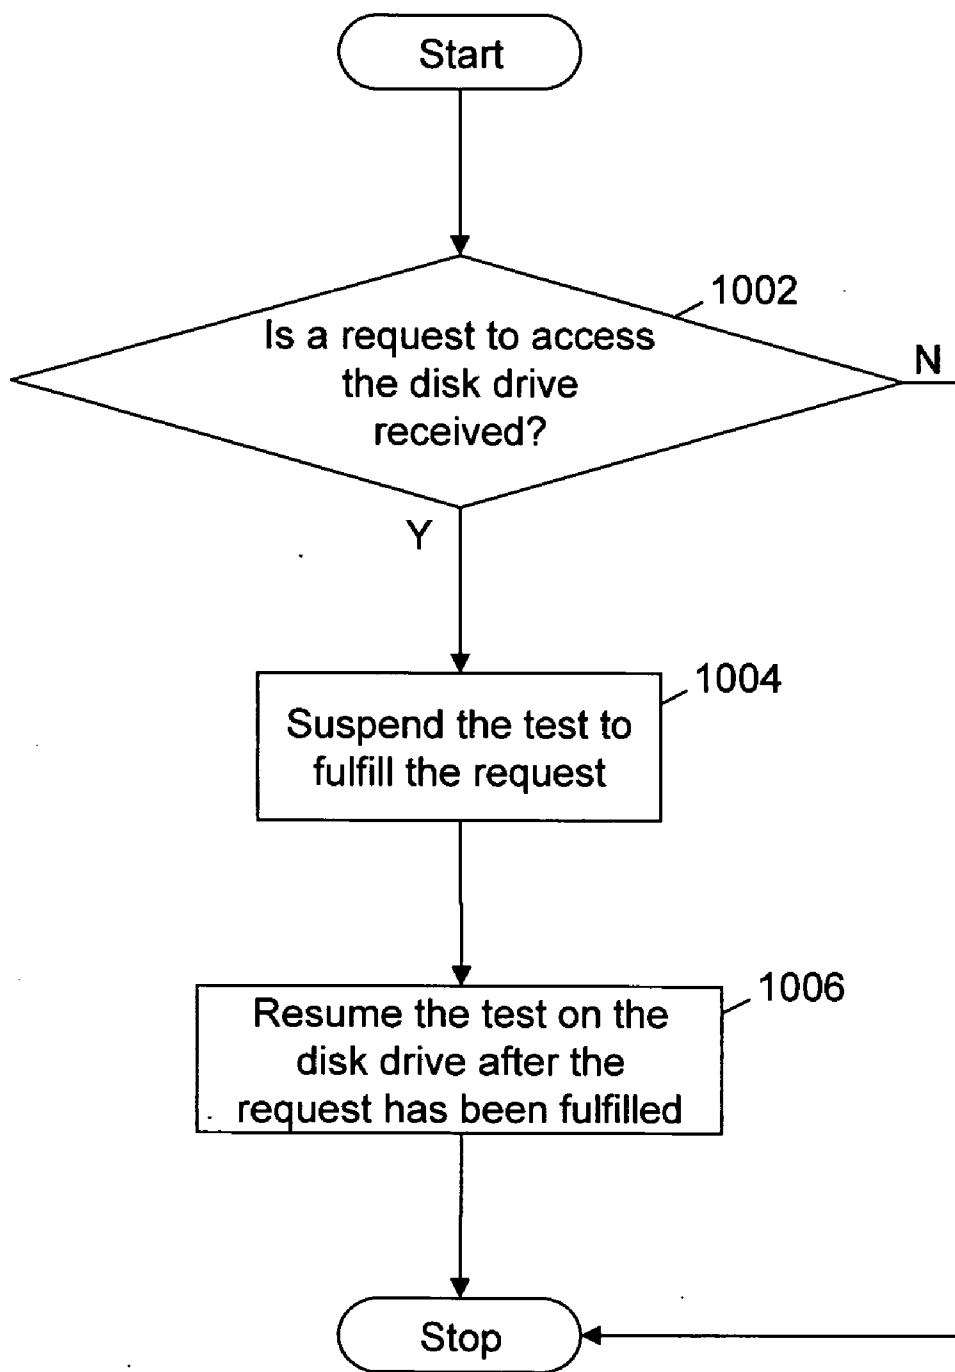 Start
1002
Is a request to access
the disk drive
received?
N
Y
1004
Suspend the test to
fulfill the request
1006
Resume the test on the
disk drive after the
request has been fulfilled
Stop